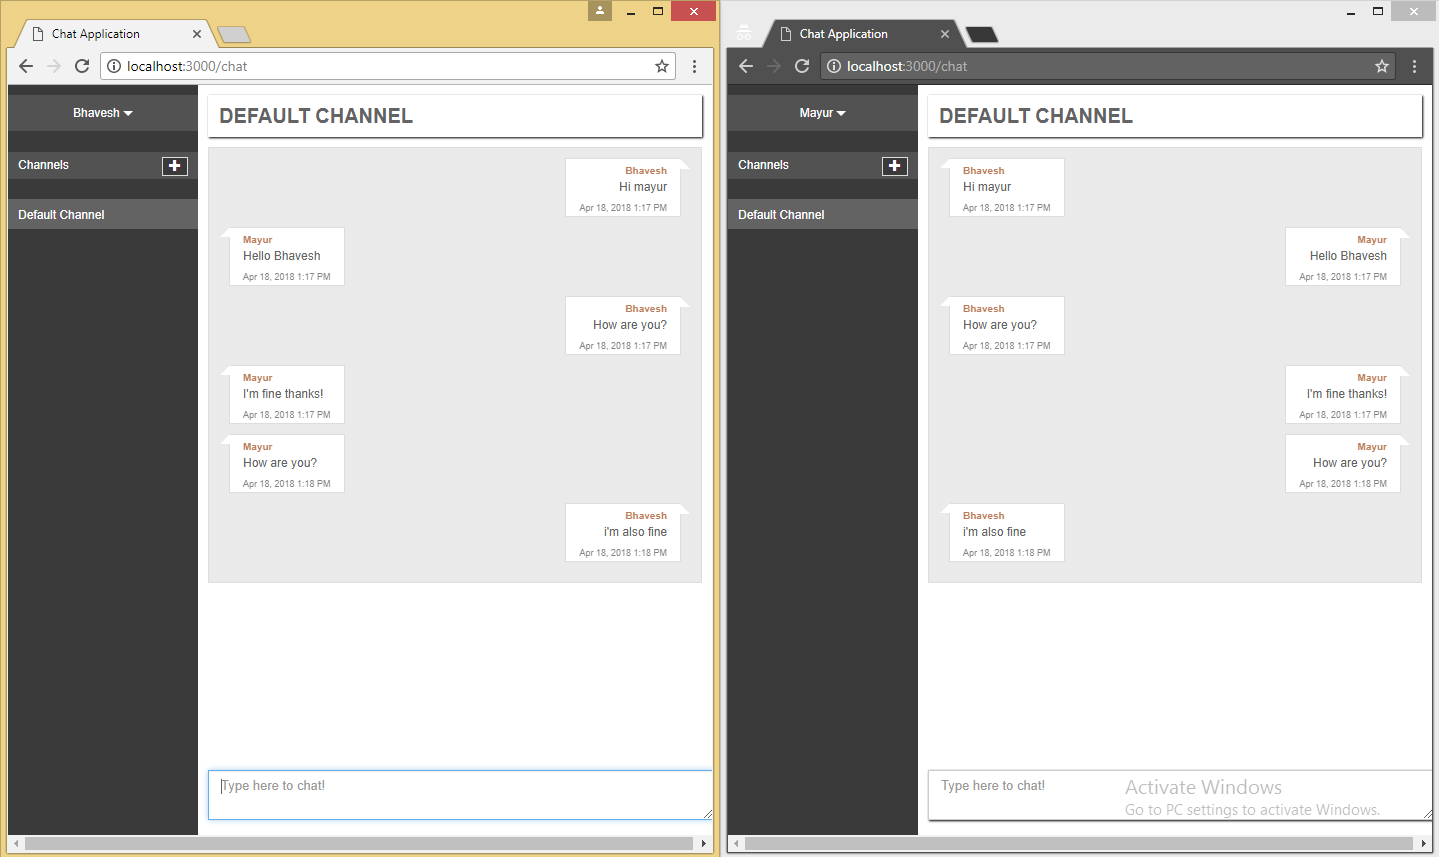 Chat Application
localhost:3000/chat
Bhavesh
Channels
Default Channel
DEFAULT CHANNEL
Bhavesh
Hi mayur
Apr 18, 2018 1:17 PM
Mayur
Hello Bhavesh
Apr 18, 2018 1:17 PM
Bhavesh
How are you?
Apr 18, 2018 1:17 PM
Mayur
I'm fine thanks!
Apr 18, 2018 1:17 PM
Mayur
How are you?
Apr 18, 2018 1:18 PM
Bhavesh
i'm also fine
Apr 18, 2018 1:18 PM
Type here to chat!
Chat Application
localhost:3000/chat
Mayur
Channels
Default Channel
DEFAULT CHANNEL
Bhavesh
Hi mayur
Apr 18, 2018 1:17 PM
Mayur
Hello Bhavesh
Apr 18, 2018 1:17 PM
Bhavesh
How are you?
Apr 18, 2018 1:17 PM
Mayur
I'm fine thanks!
Apr 18, 2018 1:17 PM
Mayur
How are you?
Apr 18, 2018 1:18 PM
Bhavesh
i'm also fine
Apr 18, 2018 1:18 PM
Type here to chat!
Activate Windows
Go to PC settings to activate Windows.